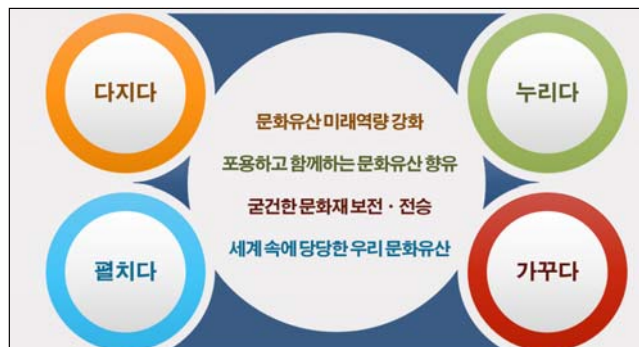 다지다
누리다
문화유산 미래역량 강화
포용하고 함께하는 문화유산 향유
굳건한 문화재 보전 · 전승
세계 속에 당당한 우리 문화유산
펼치다
가꾸다